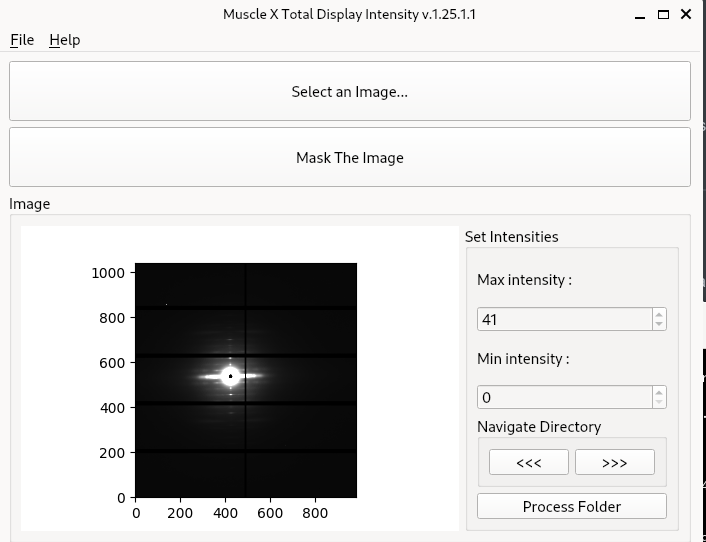 Muscle X Total Display Intensity v.1.25.1.1
File Help
Select an Image...
Mask The Image
Image
Set Intensities
Max intensity :
41
Min intensity :
0
Navigate Directory
<<< >>>
Process Folder
1000
800
600
400
200
0
0 200 400 600 800